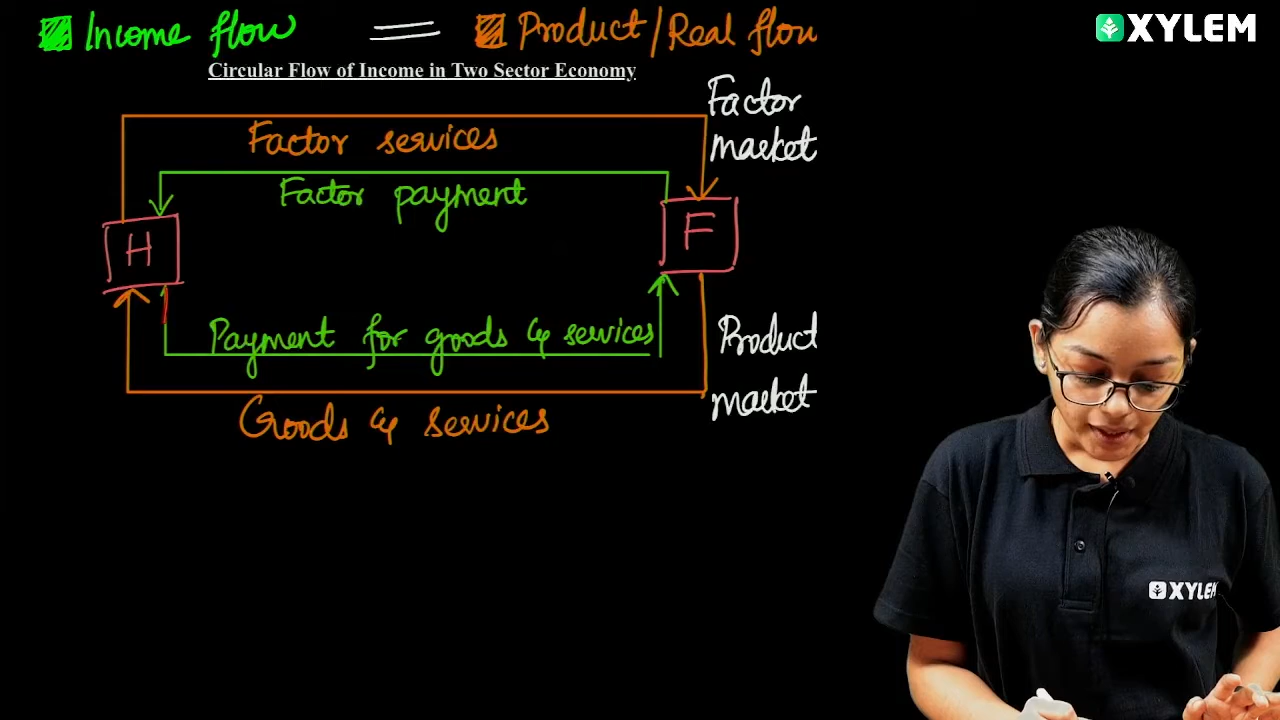 Income flow = Product/Real flow
XYLEM
Circular Flow of Income in Two Sector Economy
Factor market
Factor services
Factor payment
H
F
Payment for goods & services
Product market
Goods & services
XYLEM